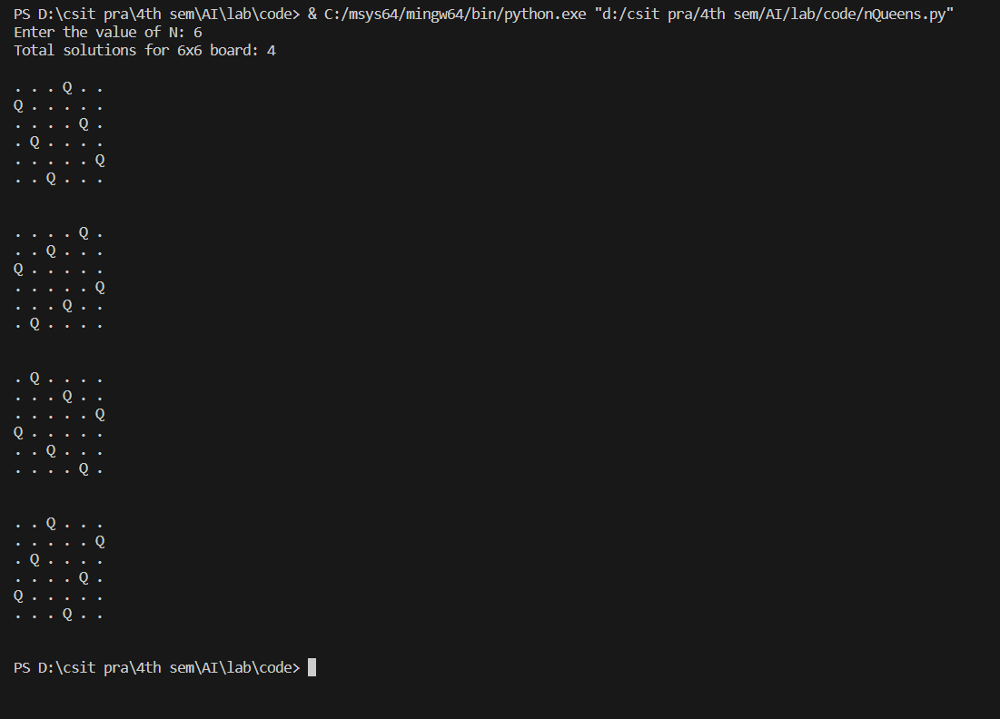 PS D:\csit pra\4th sem\AI\lab\code> & C:/msys64/mingw64/bin/python.exe "d:/csit pra/4th sem/AI/lab/code/nQueens.py"
Enter the value of N: 6
Total solutions for 6x6 board: 4
. . . Q . .
Q . . . . .
. . . . Q .
. Q . . . .
. . . . . Q
. . Q . . .
. . . . Q .
. . Q . . .
Q . . . . .
. . . . . Q
. . . Q . .
. Q . . . .
. Q . . . .
. . . Q . .
. . . . . Q
Q . . . . .
. . Q . . .
. . . . Q .
. . Q . . .
. . . . . Q
. Q . . . .
. . . . Q .
Q . . . . .
. . . Q . .
PS D:\csit pra\4th sem\AI\lab\code>